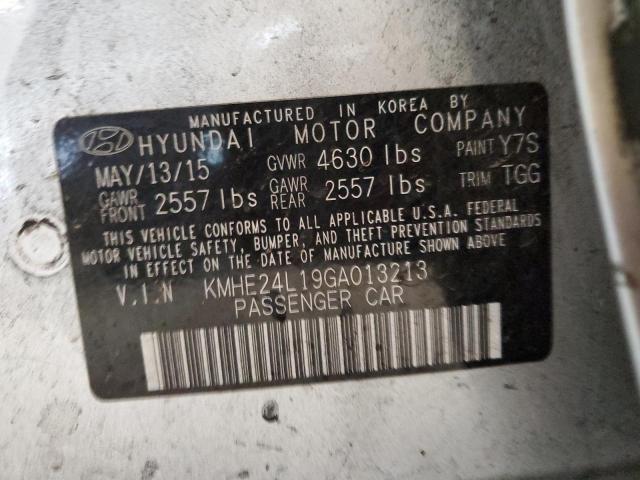 MANUFACTURED IN KOREA BY
HYUNDAI MOTOR COMPANY
MAY/13/15 GVWR 4630 lbs PAINT Y7S
GAWR FRONT 2557 lbs GAWR REAR 2557 lbs TRIM TGG
THIS VEHICLE CONFORMS TO ALL APPLICABLE U.S.A. FEDERAL
MOTOR VEHICLE SAFETY, BUMPER, AND THEFT PREVENTION STANDARDS
IN EFFECT ON THE DATE OF MANUFACTURE SHOWN ABOVE
V.I.N KMHE24L19GA013213
PASSENGER CAR